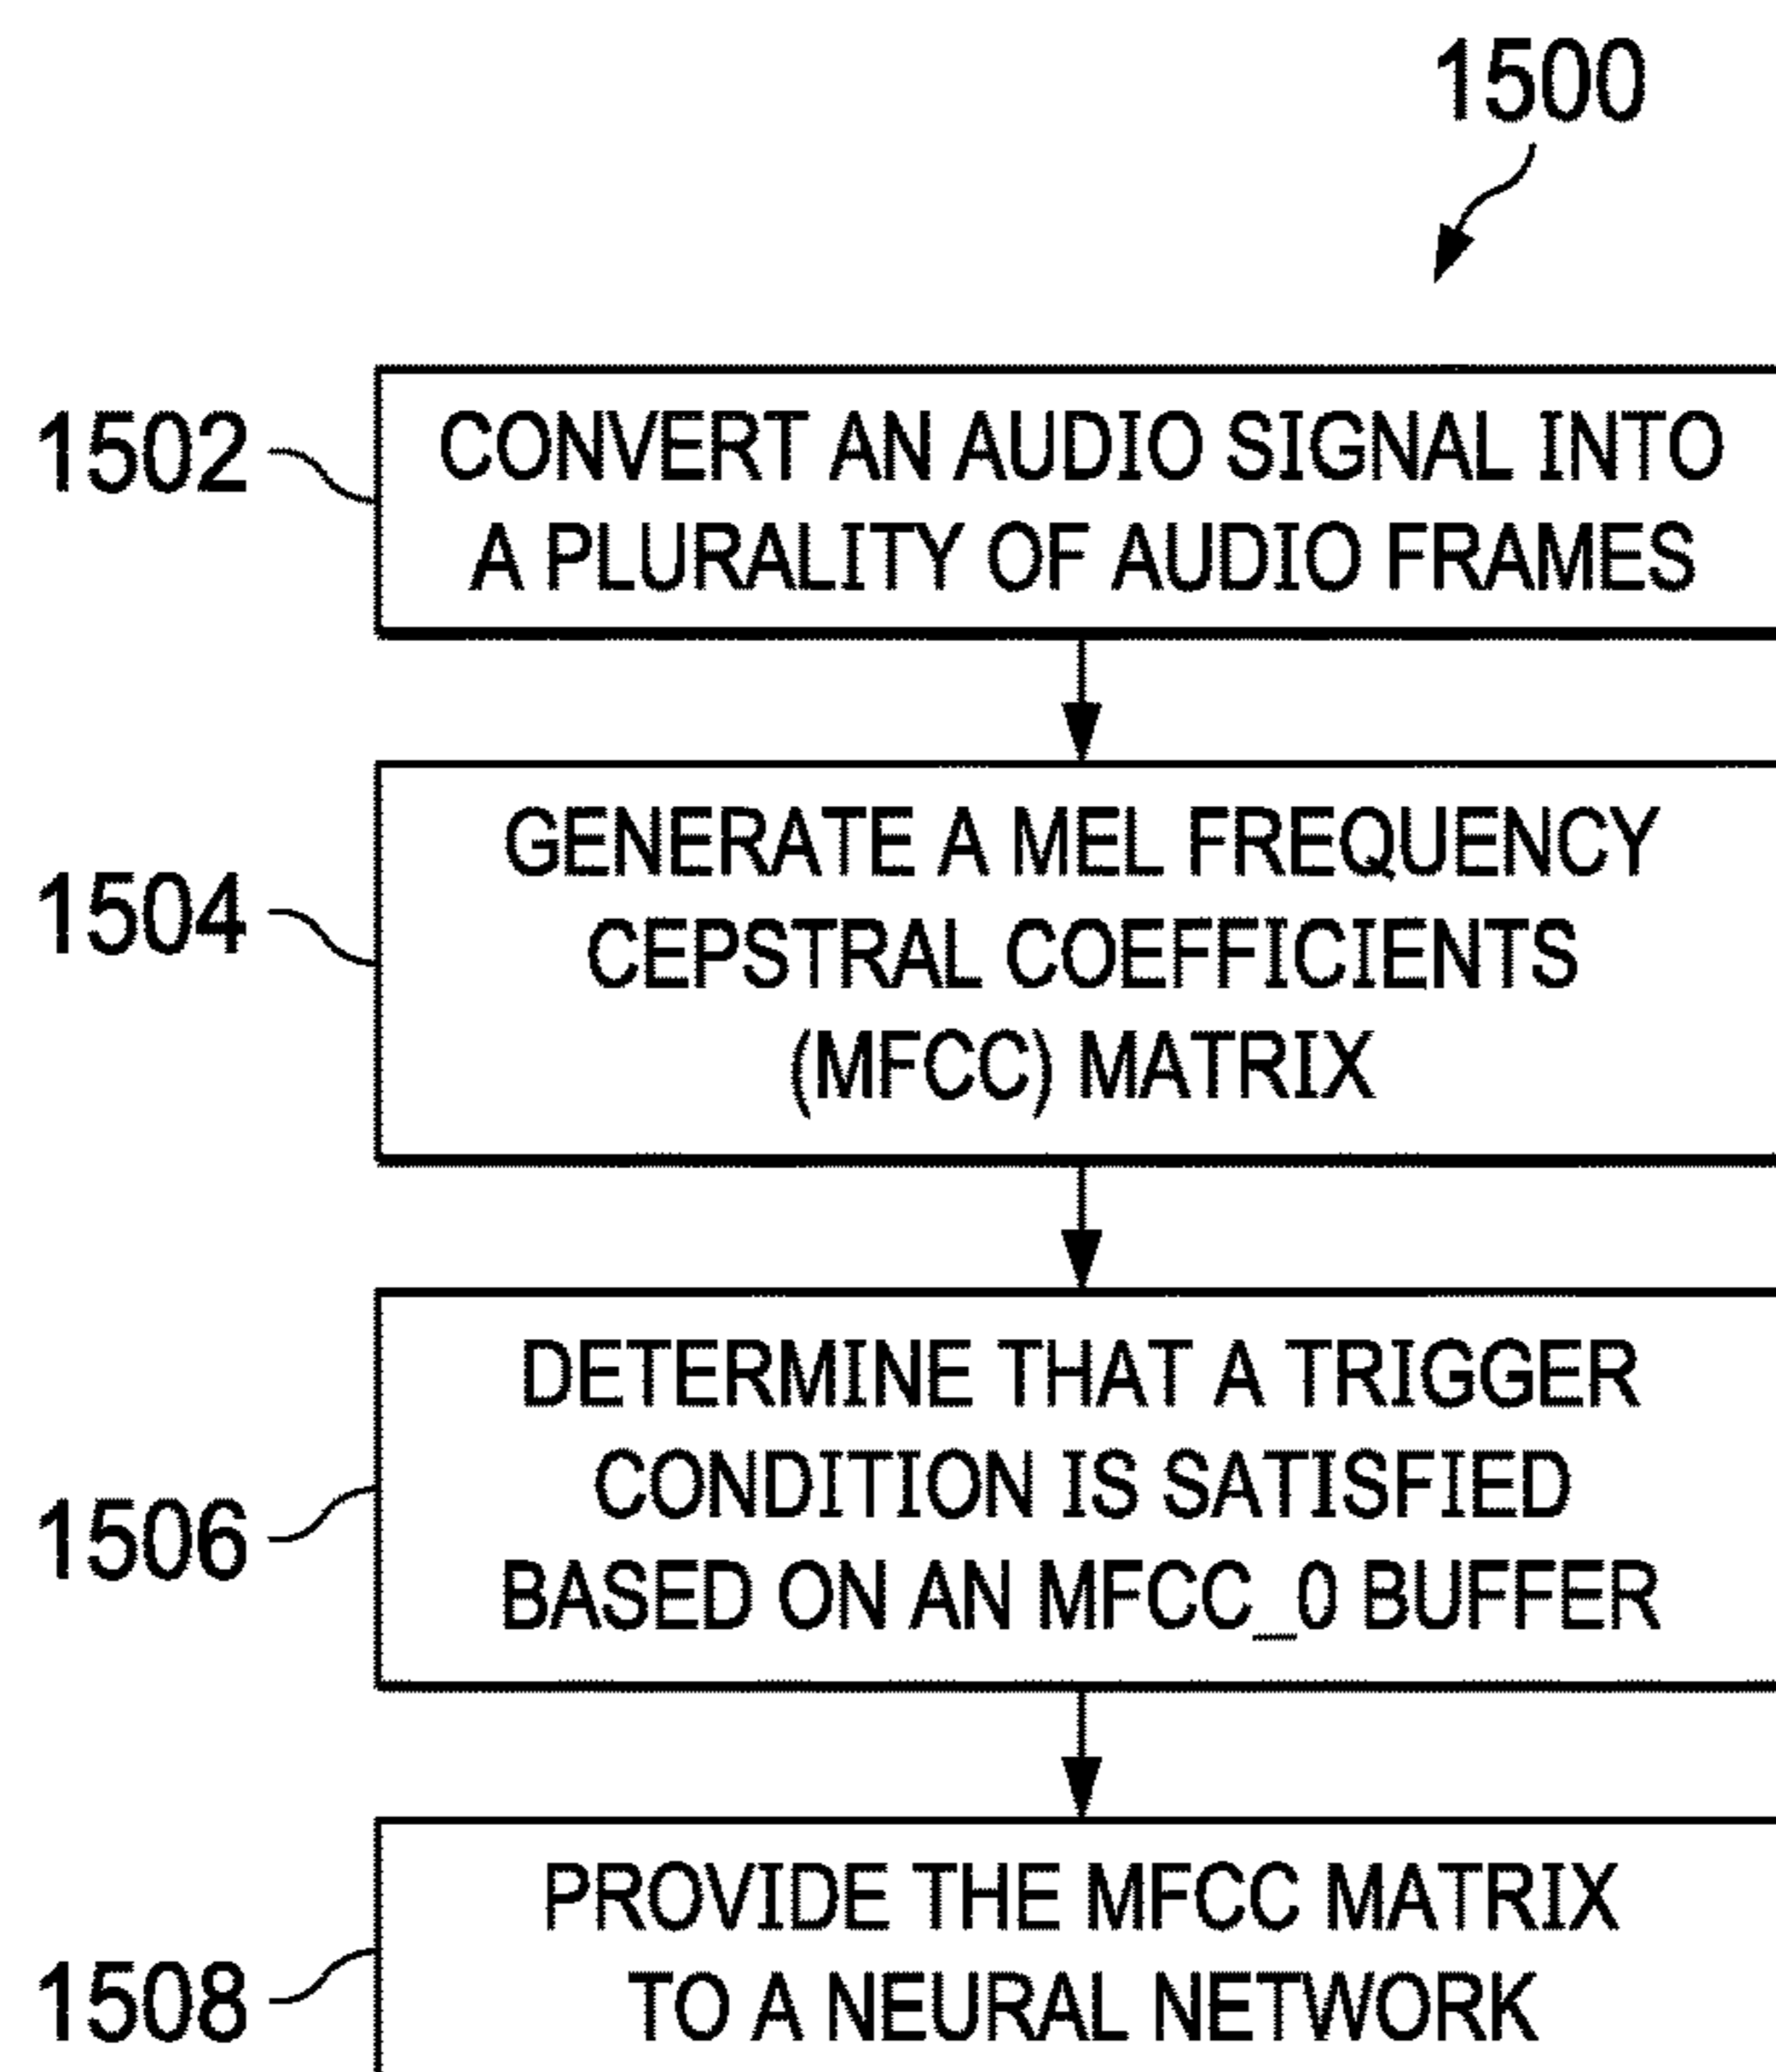 1500
1502
CONVERT AN AUDIO SIGNAL INTO
A PLURALITY OF AUDIO FRAMES
1504
GENERATE A MEL FREQUENCY
CEPSTRAL COEFFICIENTS
(MFCC) MATRIX
1506
DETERMINE THAT A TRIGGER
CONDITION IS SATISFIED
BASED ON AN MFCC_0 BUFFER
1508
PROVIDE THE MFCC MATRIX
TO A NEURAL NETWORK